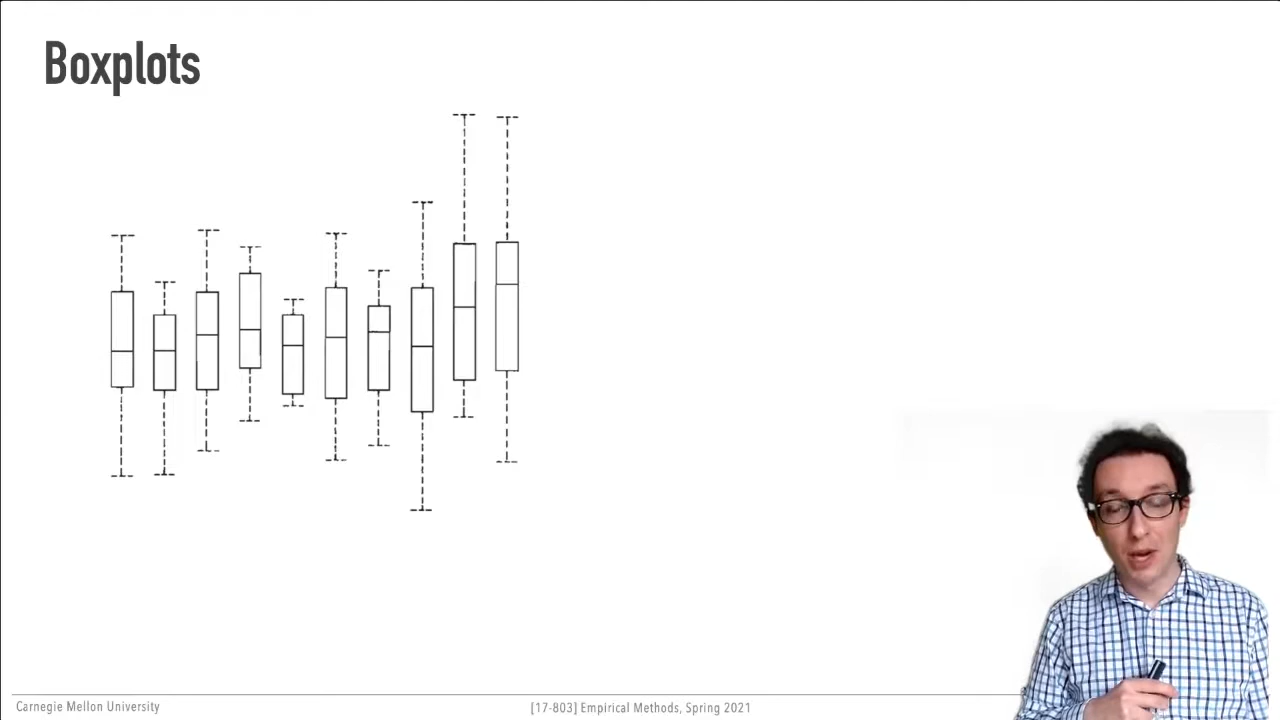 Boxplots
Carnegie Mellon University
[17-803] Empirical Methods, Spring 2021